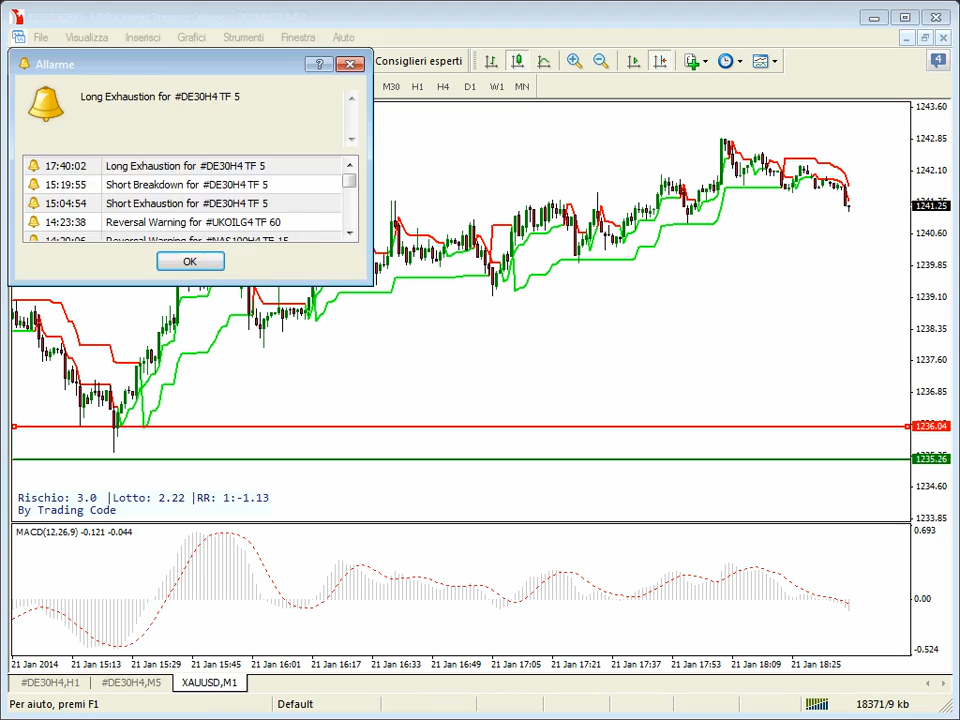 File Visualizza Inserisci Grafici Strumenti Finestra Aiuto
Allarme
Consiglieri esperti
4
Long Exhaustion for #DE30H4 TF 5
M30 H1 H4 D1 W1 MN
17:40:02 Long Exhaustion for #DE30H4 TF 5
15:19:55 Short Breakdown for #DE30H4 TF 5
15:04:54 Short Exhaustion for #DE30H4 TF 5
14:23:38 Reversal Warning for #UKOILG4 TF 60
Reversal Warning for #NAS100H4 TF 15
OK
1243.60
1242.85
1242.10
1241.25
1240.60
1239.85
1239.10
1238.35
1237.60
1236.85
1236.04
1235.26
1234.60
1233.85
Rischio: 3.0 |Lotto: 2.22 |RR: 1:-1.13
By Trading Code
MACD(12,26,9) -0.121 -0.044
0.693
0.00
-0.524
21 Jan 2014 21 Jan 15:13 21 Jan 15:29 21 Jan 15:45 21 Jan 16:01 21 Jan 16:17 21 Jan 16:33 21 Jan 16:49 21 Jan 17:05 21 Jan 17:21 21 Jan 17:37 21 Jan 17:53 21 Jan 18:09 21 Jan 18:25
#DE30H4,H1 #DE30H4,M5 XAUUSD,M1
Per aiuto, premi F1 Default 18371/9 kb